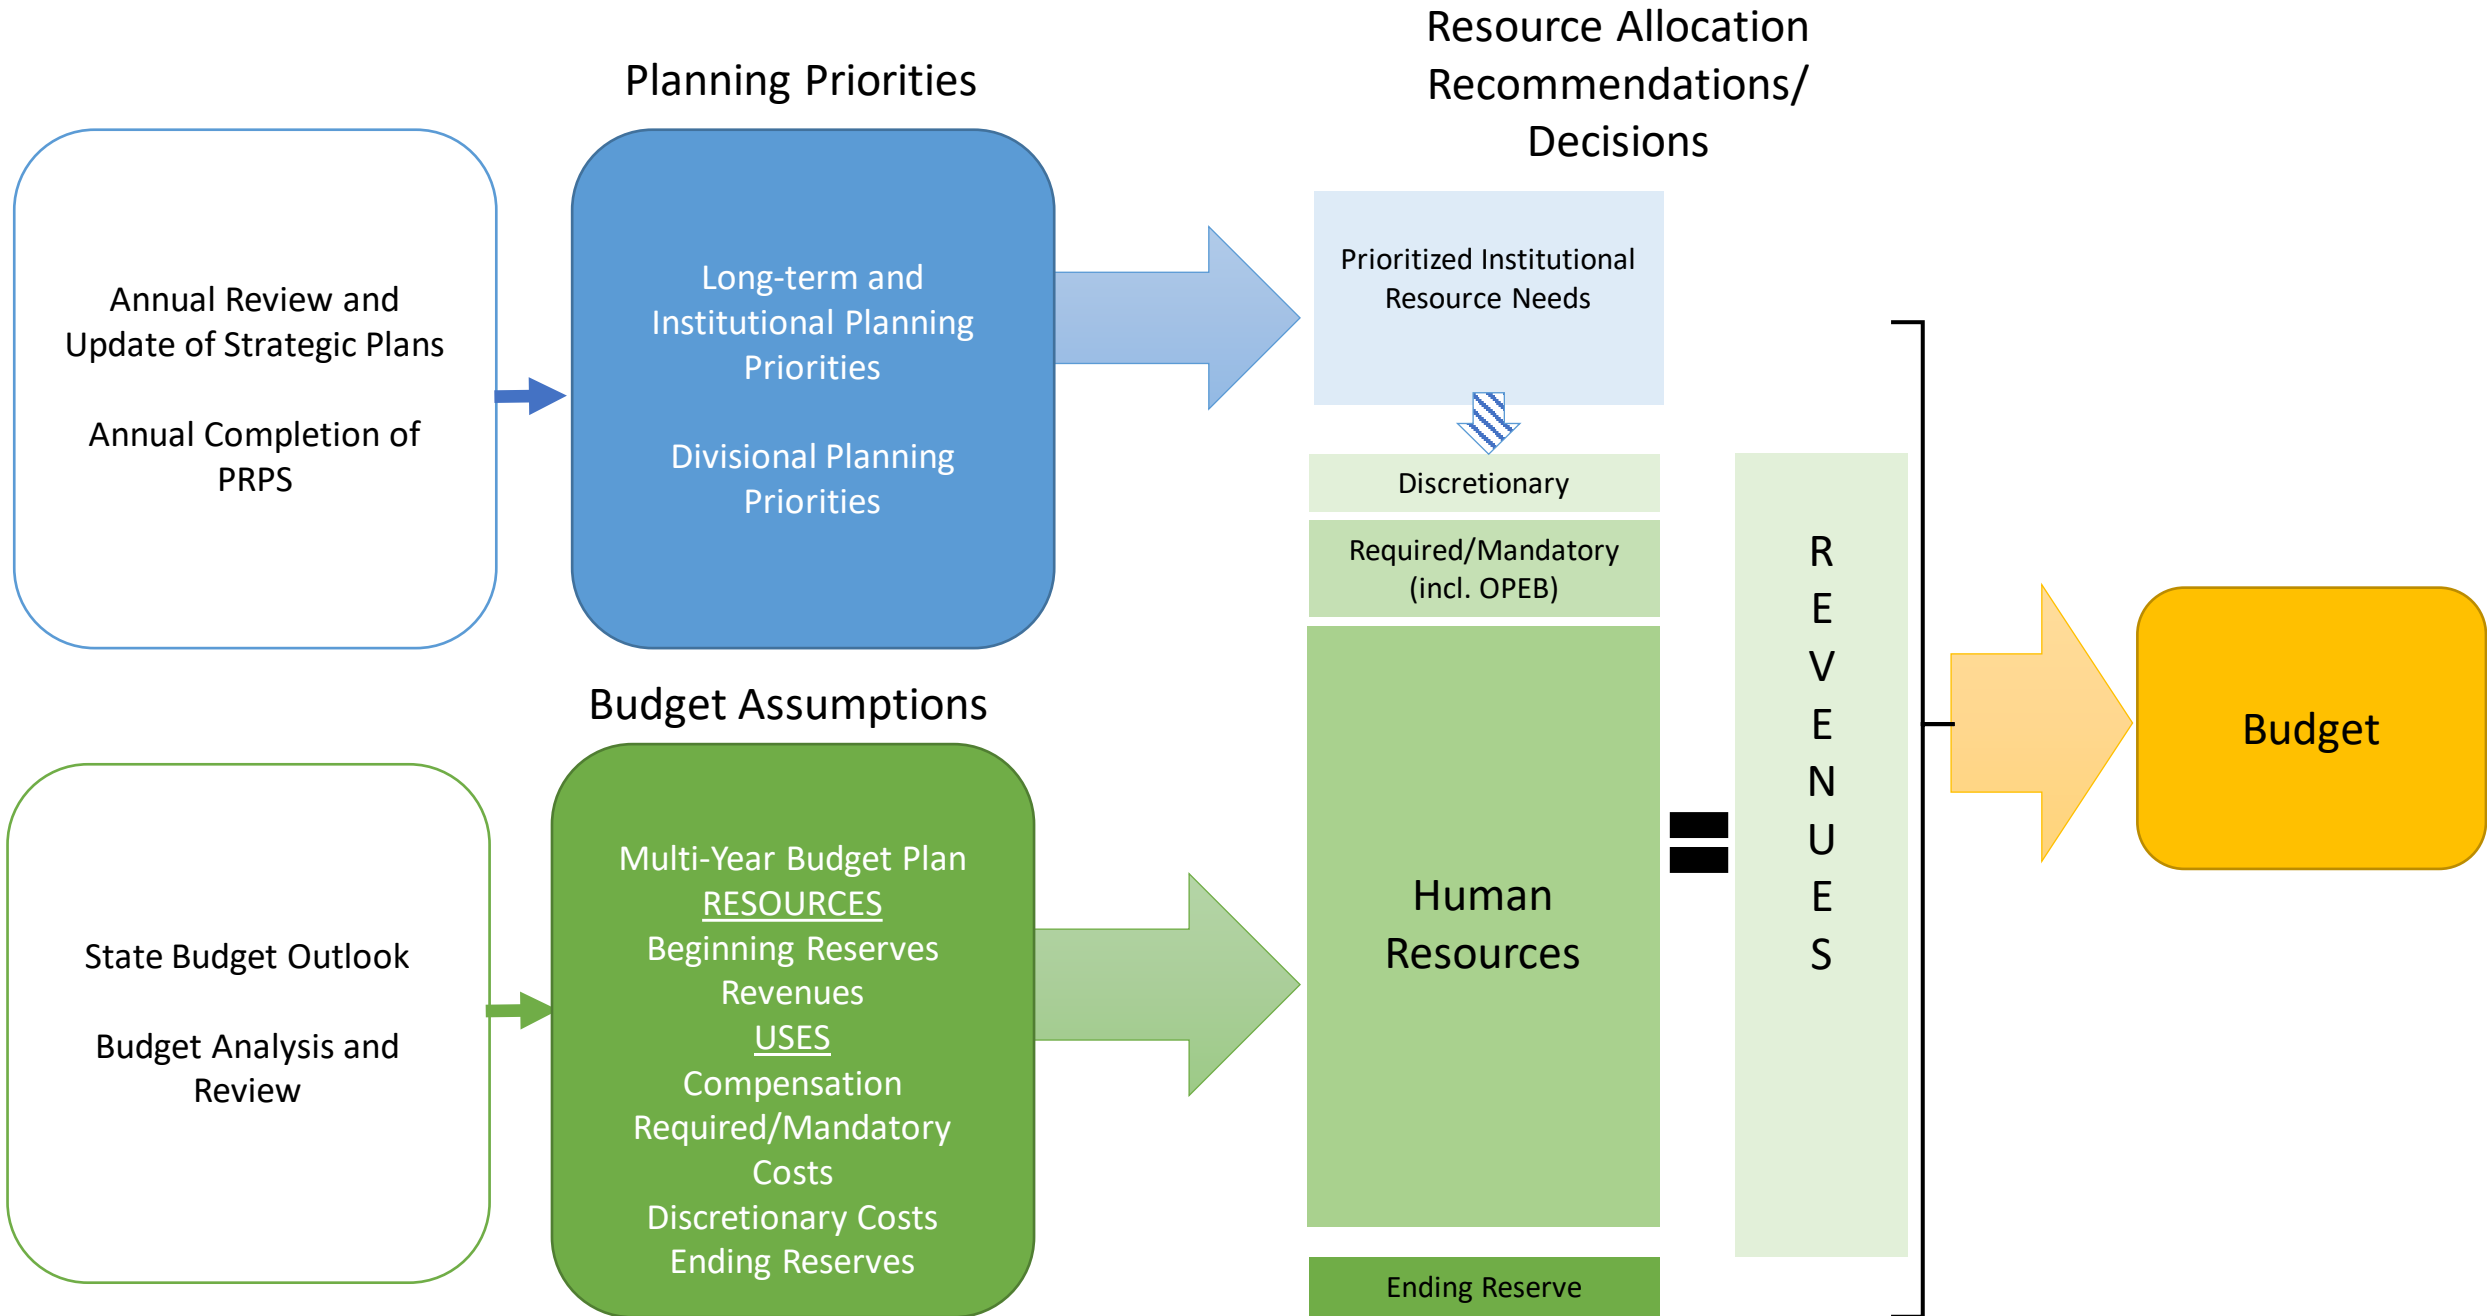 Resource Allocation
Recommendations/
Decisions
Planning Priorities
Annual Review and
Update of Strategic Plans
Annual Completion of
PRPS
Long-term and
Institutional Planning
Priorities
Divisional Planning
Priorities
Prioritized Institutional
Resource Needs
Discretionary
Required/Mandatory
(incl. OPEB)
Human
Resources
Ending Reserve
R
E
V
E
N
U
E
S
Budget
Budget Assumptions
State Budget Outlook
Budget Analysis and
Review
Multi-Year Budget Plan
RESOURCES
Beginning Reserves
Revenues
USES
Compensation
Required/Mandatory
Costs
Discretionary Costs
Ending Reserves